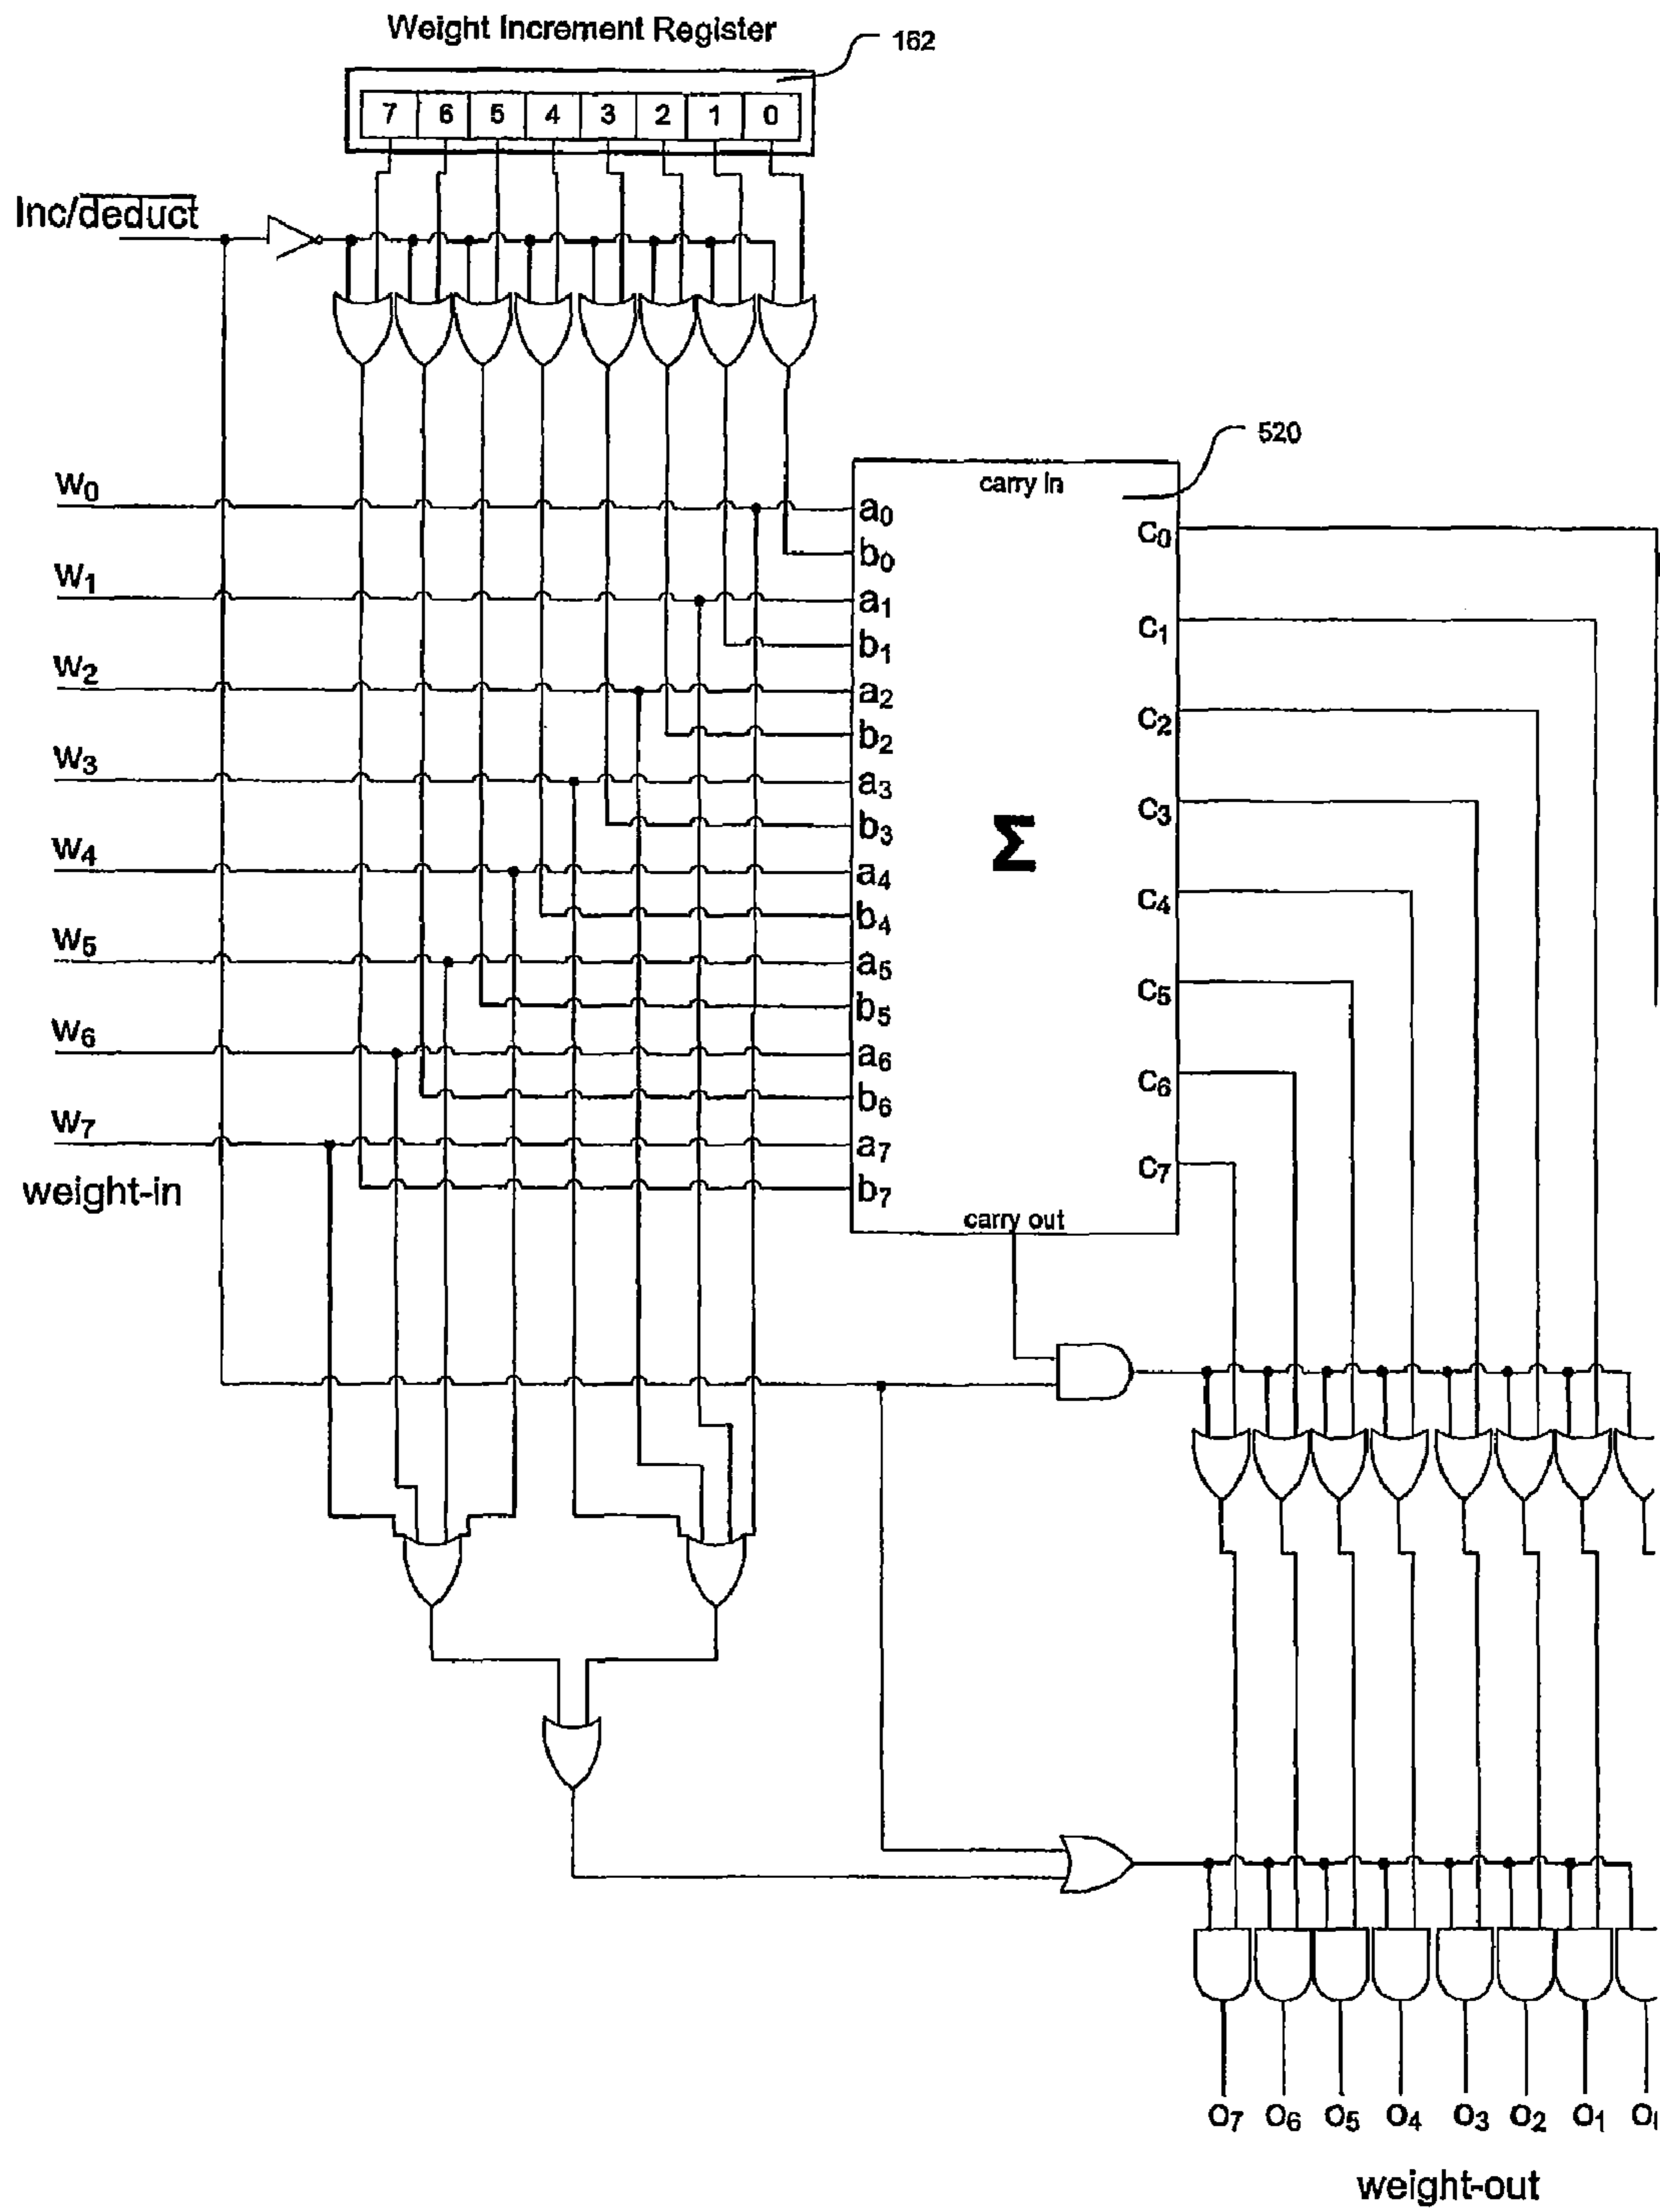 Weight Increment Register
162
7 6 5 4 3 2 1 0
Inc/deduct
520
carry in
W0
a0
C0
b0
W1
a1
C1
b1
W2
a2
C2
b2
W3
a3
C3
b3
Σ
W4
a4
C4
b4
W5
a5
C5
b5
W6
a6
C6
b6
W7
a7
C7
weight-in
b7
carry out
O7 O6 O5 O4 O3 O2 O1
weight-out